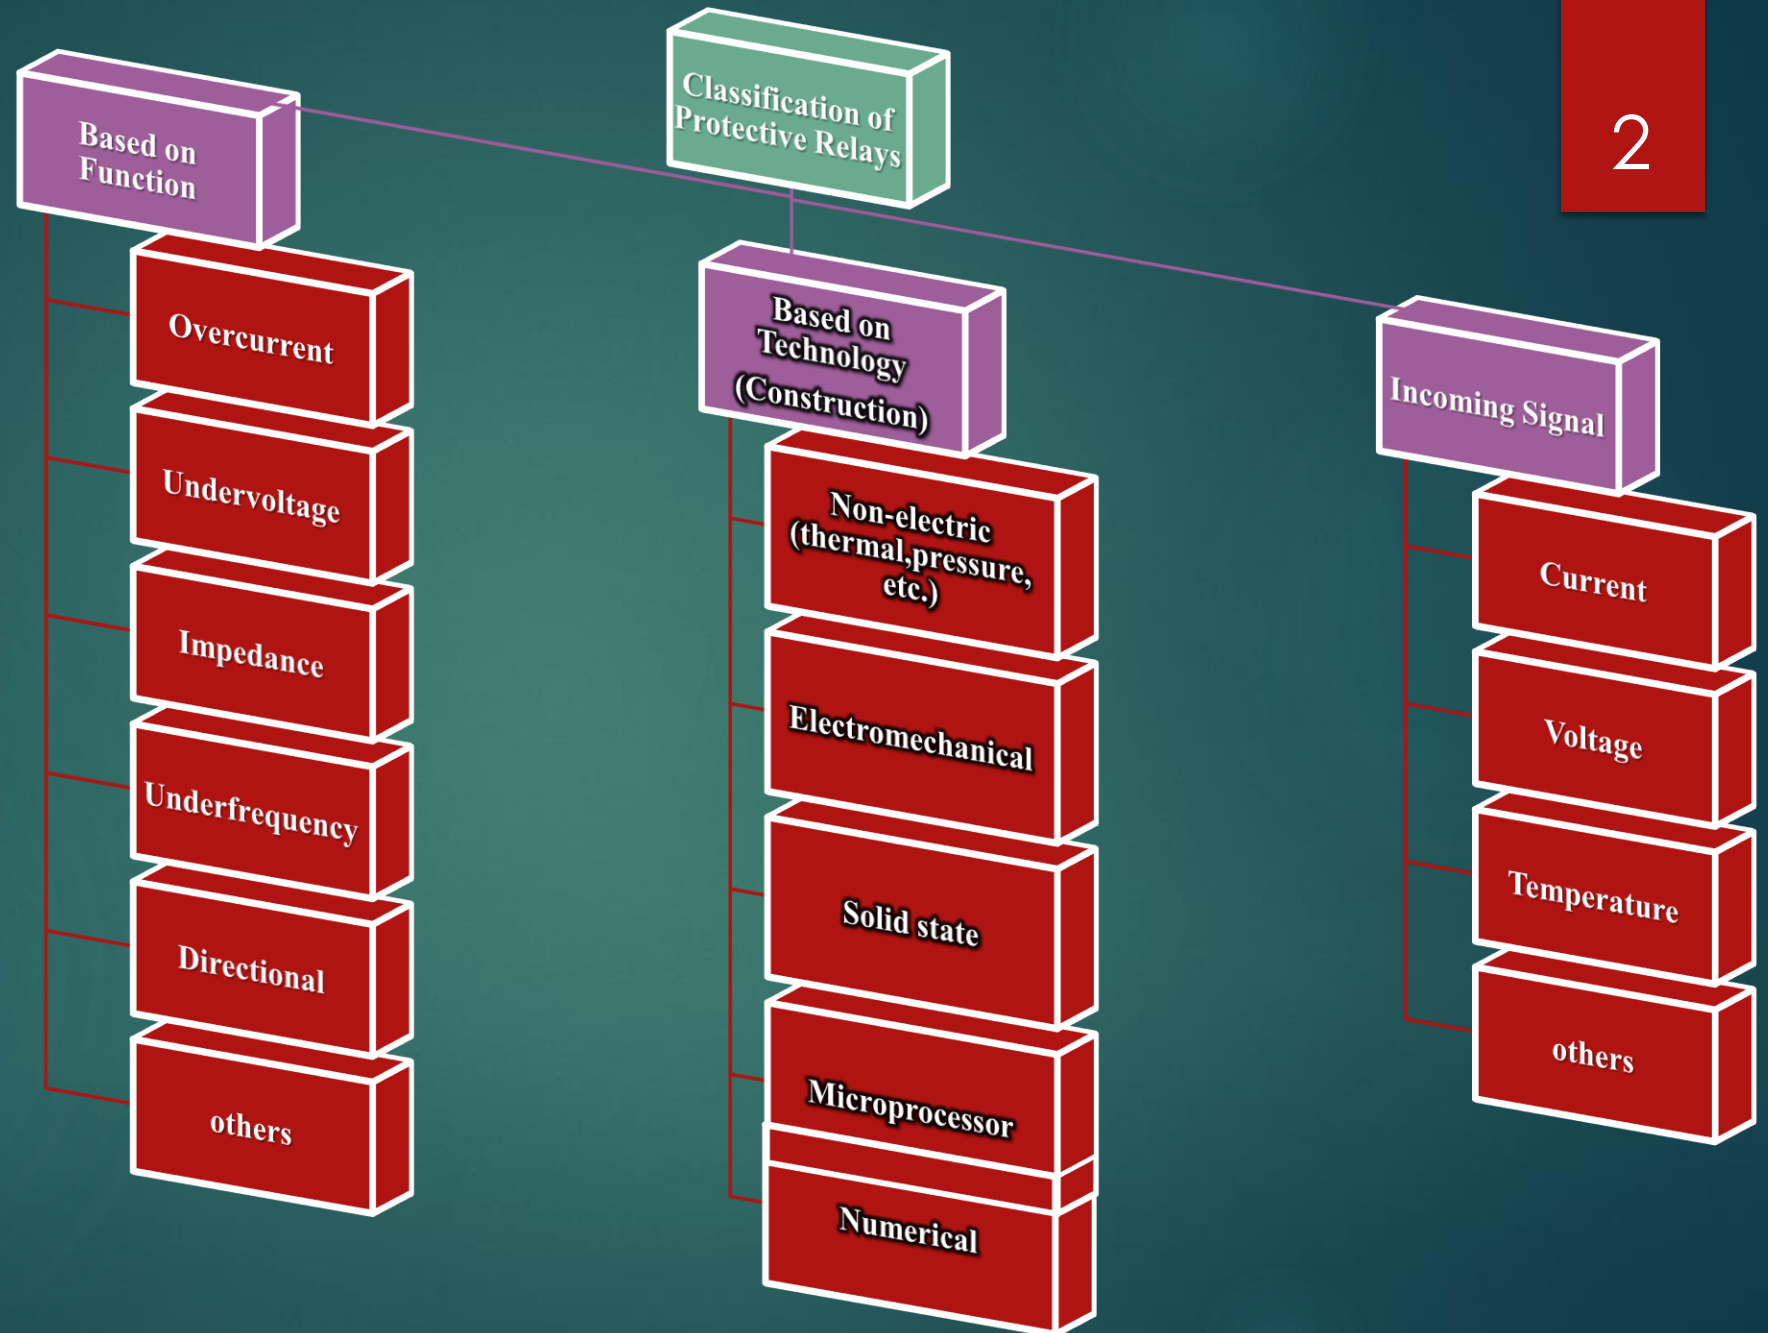 Classification of
Protective Relays
2
Based on
Function
Overcurrent
Undervoltage
Impedance
Underfrequency
Directional
others
Based on
Technology
(Construction)
Non-electric
(thermal,pressure,
etc.)
Electromechanical
Solid state
Microprocessor
Numerical
Incoming Signal
Current
Voltage
Temperature
others